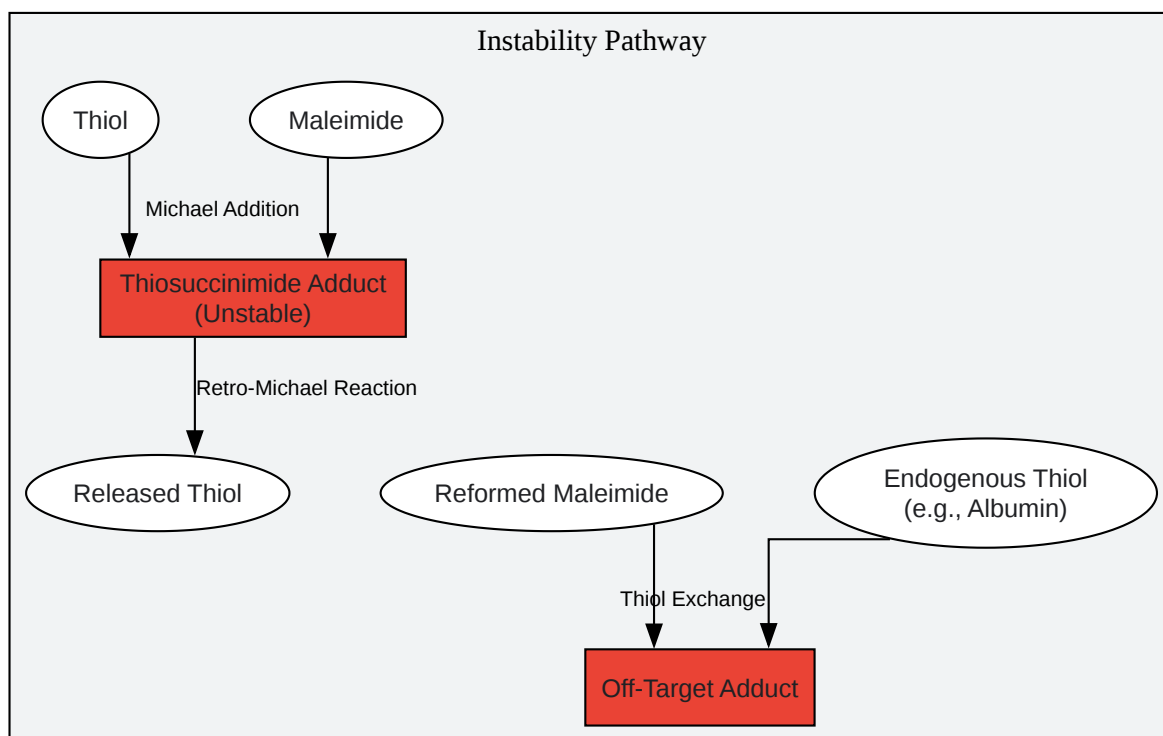 Instability Pathway
Thiol
Maleimide
Michael Addition
Thiosuccinimide Adduct
(Unstable)
Retro-Michael Reaction
Released Thiol
Reformed Maleimide
Endogenous Thiol
(e.g., Albumin)
Thiol Exchange
Off-Target Adduct